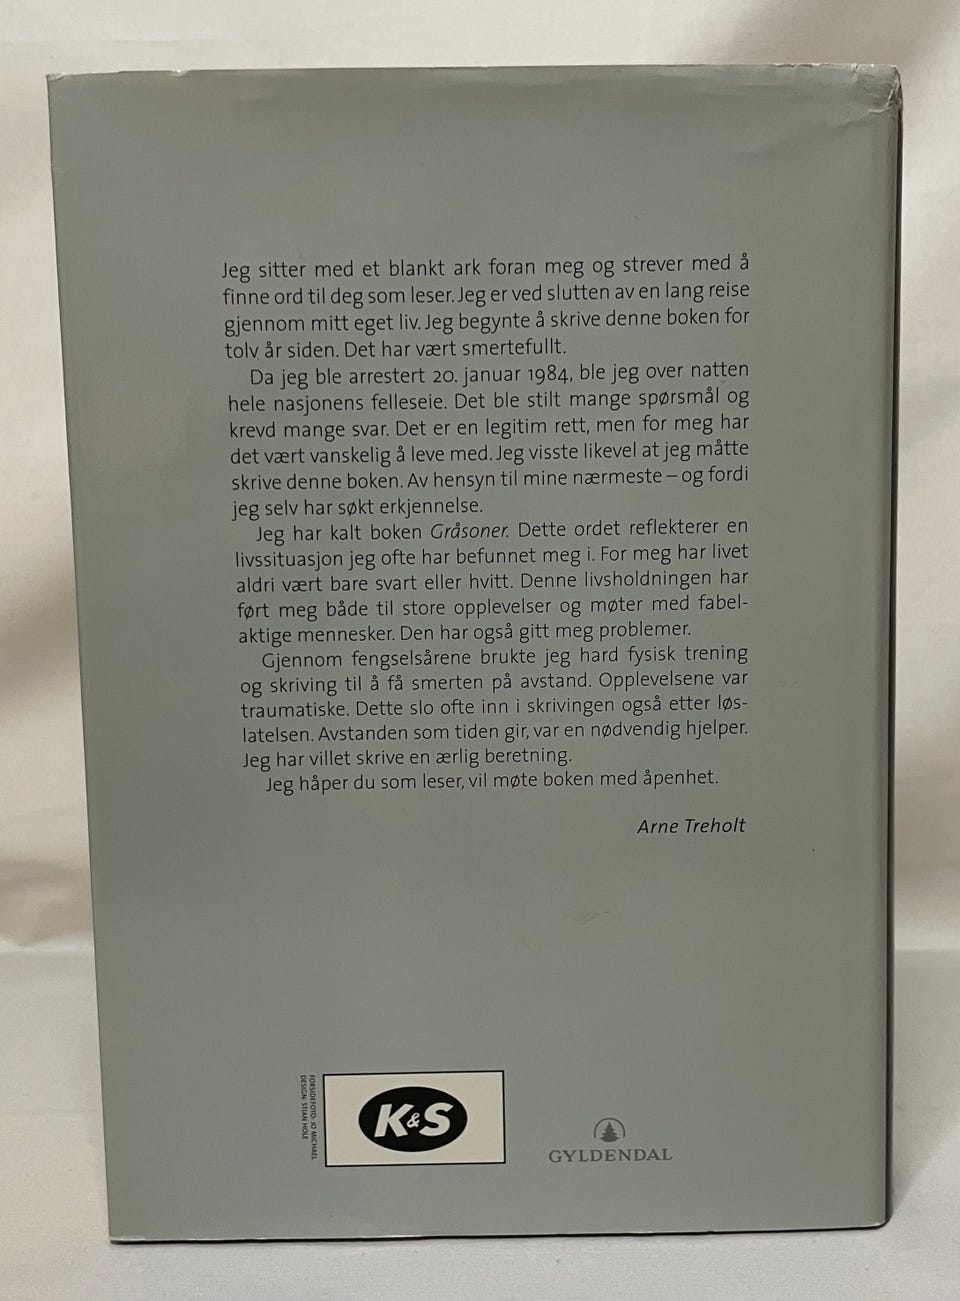 Jeg sitter med et blankt ark foran meg og strever med å
finne ord til deg som leser. Jeg er ved slutten av en lang reise
gjennom mitt eget liv. Jeg begynte å skrive denne boken for
tolv år siden. Det har vært smertefullt.
Da jeg ble arrestert 20. januar 1984, ble jeg over natten
hele nasjonens felleseie. Det ble stilt mange spørsmål og
krevd mange svar. Det er en legitim rett, men for meg har
det vært vanskelig å leve med. Jeg visste likevel at jeg måtte
skrive denne boken. Av hensyn til mine nærmeste – og fordi
jeg selv har søkt erkjennelse.
Jeg har kalt boken Gråsoner. Dette ordet reflekterer en
livssituasjon jeg ofte har befunnet meg i. For meg har livet
aldri vært bare svart eller hvitt. Denne livsholdningen har
ført meg både til store opplevelser og møter med fabel-
aktige mennesker. Den har også gitt meg problemer.
Gjennom fengselsårene brukte jeg hard fysisk trening
og skriving til å få smerten på avstand. Opplevelsene var
traumatiske. Dette slo ofte inn i skrivingen også etter løs-
latelsen. Avstanden som tiden gir, var en nødvendig hjelper.
Jeg har villet skrive en ærlig beretning.
Jeg håper du som leser, vil møte boken med åpenhet.
Arne Treholt
FORSIDEFOTO: JO MICHAEL
DESIGN: STIAN HOLE
K&S
GYLDENDAL